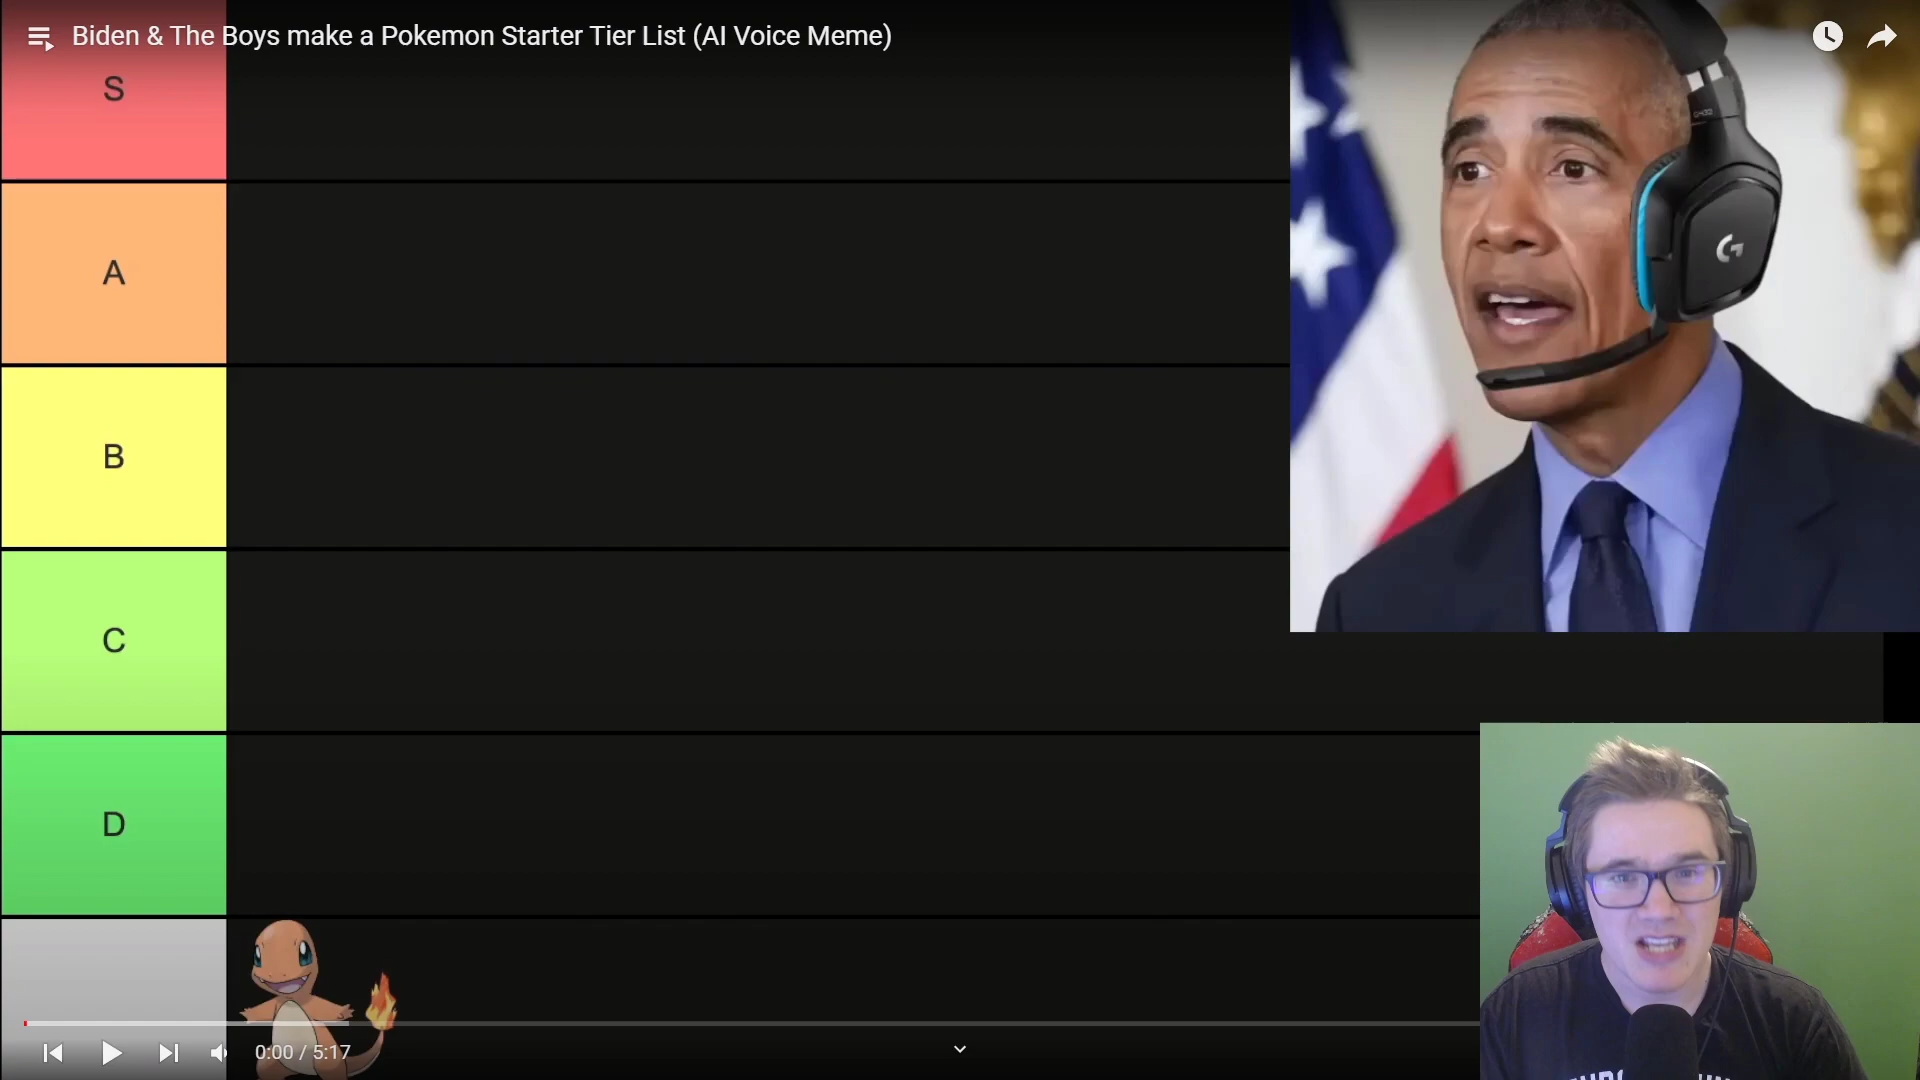 Biden & The Boys make a Pokemon Starter Tier List (AI Voice Meme)
S
A
B
C
D
0:00 / 5:17